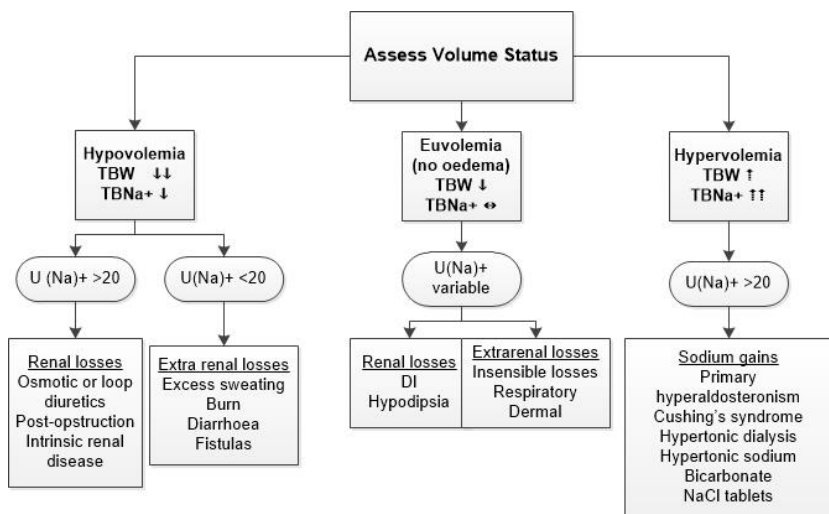 Assess Volume Status
Hypovolemia
TBW ↓↓
TBNa+ ↓
Euvolemia
(no oedema)
TBW ↓
TBNa+ ↔
Hypervolemia
TBW ↑
TBNa+ ↑↑
U (Na)+ >20
U(Na)+ <20
U(Na)+
variable
U(Na)+ >20
Renal losses
Osmotic or loop
diuretics
Post-opstruction
Intrinsic renal
disease
Extra renal losses
Excess sweating
Burn
Diarrhoea
Fistulas
Renal losses
DI
Hypodipsia
Extrarenal losses
Insensible losses
Respiratory
Dermal
Sodium gains
Primary
hyperaldosteronism
Cushing’s syndrome
Hypertonic dialysis
Hypertonic sodium
Bicarbonate
NaCl tablets